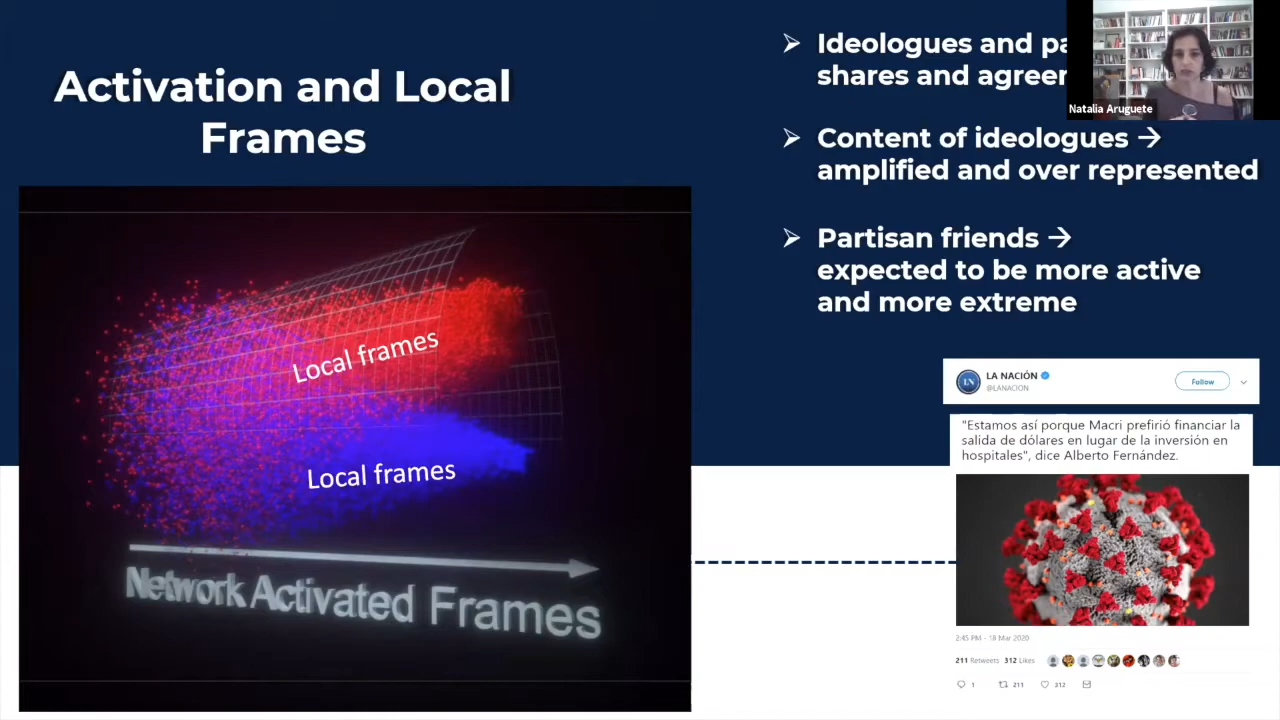 Activation and Local
Frames
Ideologues and
shares and
Natalia Aruguete
Content of ideologues →
amplified and over represented
Partisan friends →
expected to be more active
and more extreme
Local frames
Local frames
Network Activated Frames
LN
LA NACIÓN
@LANACION
Follow
"Estamos así porque Macri prefirió financiar la
salida de dólares en lugar de la inversión en
hospitales", dice Alberto Fernández.
2:45 PM - 18 Mar 2020
211 Retweets 312 Likes
1 211 312